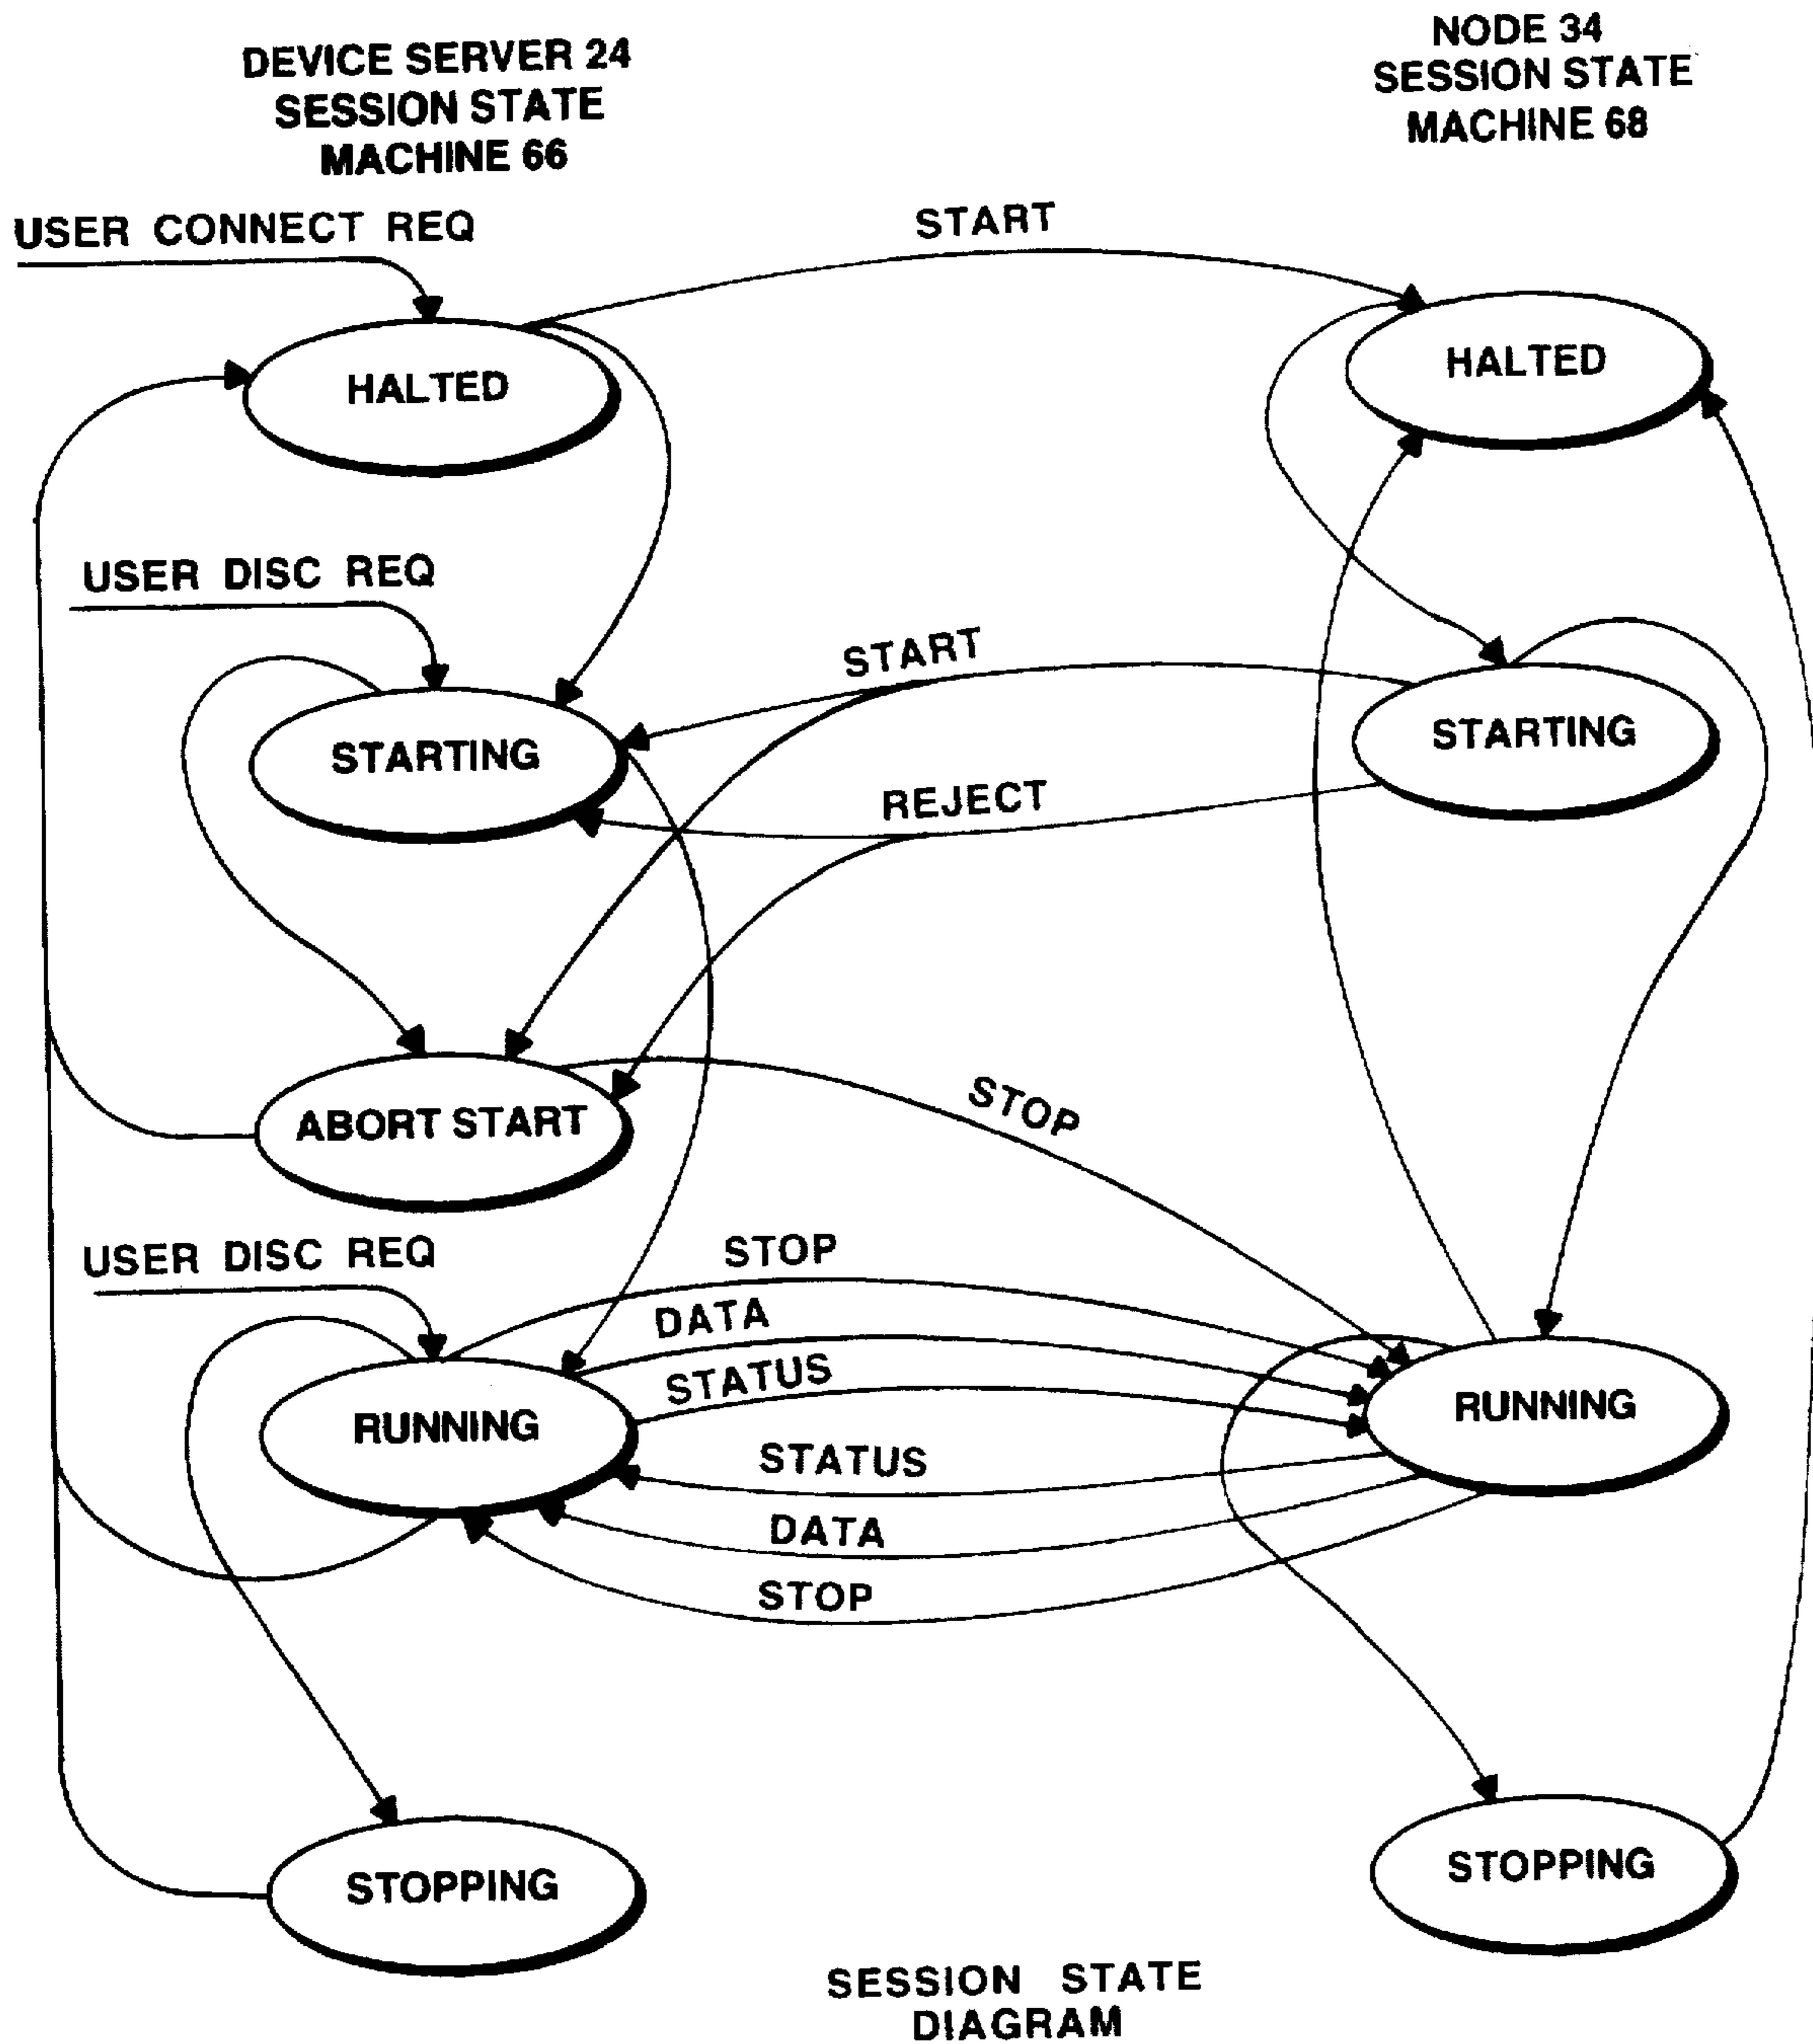 DEVICE SERVER 24
SESSION STATE
MACHINE 66
NODE 34
SESSION STATE
MACHINE 68
USER CONNECT REQ
START
HALTED
HALTED
USER DISC REQ
START
STARTING
STARTING
REJECT
ABORT START
STOP
USER DISC REQ
STOP
DATA
STATUS
RUNNING
RUNNING
STATUS
DATA
STOP
STOPPING
STOPPING
SESSION STATE
DIAGRAM